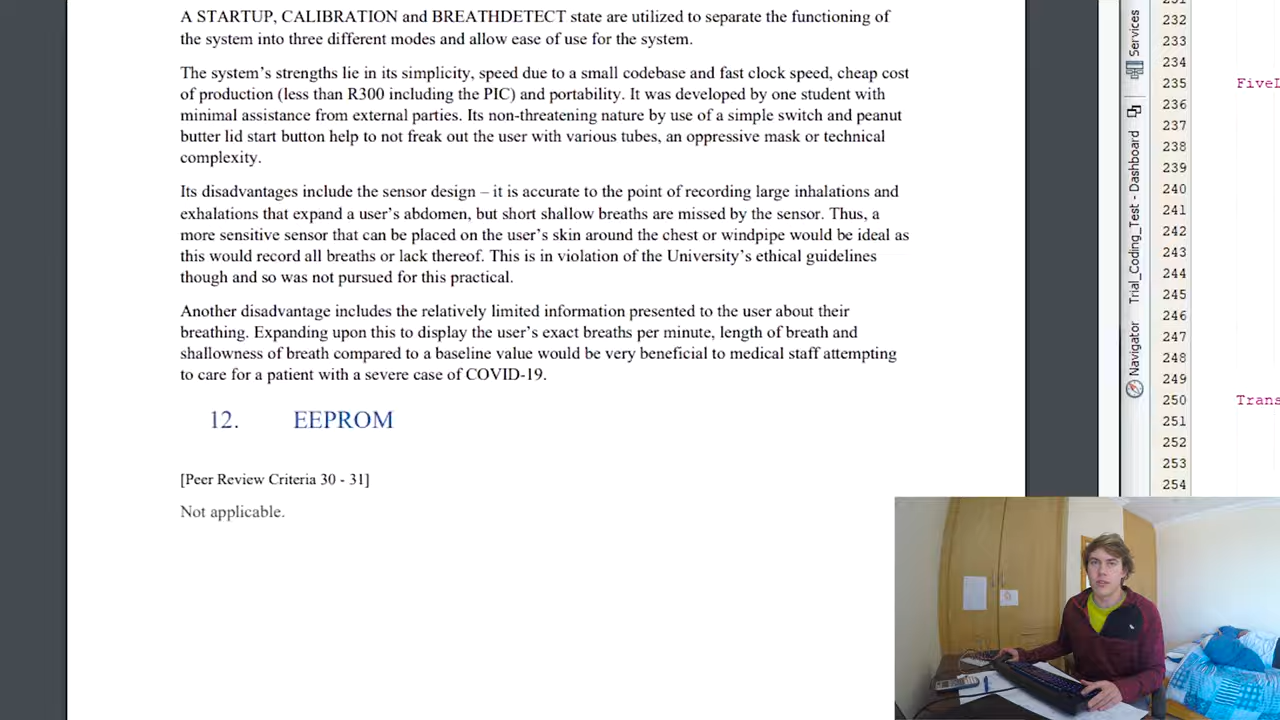 A STARTUP, CALIBRATION and BREATHDETECT state are utilized to separate the functioning of
the system into three different modes and allow ease of use for the system.
The system's strengths lie in its simplicity, speed due to a small codebase and fast clock speed, cheap cost
of production (less than R300 including the PIC) and portability. It was developed by one student with
minimal assistance from external parties. Its non-threatening nature by use of a simple switch and peanut
butter lid start button help to not freak out the user with various tubes, an oppressive mask or technical
complexity.
Its disadvantages include the sensor design – it is accurate to the point of recording large inhalations and
exhalations that expand a user's abdomen, but short shallow breaths are missed by the sensor. Thus, a
more sensitive sensor that can be placed on the user's skin around the chest or windpipe would be ideal as
this would record all breaths or lack thereof. This is in violation of the University's ethical guidelines
though and so was not pursued for this practical.
Another disadvantage includes the relatively limited information presented to the user about their
breathing. Expanding upon this to display the user's exact breaths per minute, length of breath and
shallowness of breath compared to a baseline value would be very beneficial to medical staff attempting
to care for a patient with a severe case of COVID-19.
12. EEPROM
[Peer Review Criteria 30 - 31]
Not applicable.
Services
Trial_Coding_Test - Dashboard
Navigator
232
233
234
235 FiveL
236
237
238
239
240
241
242
243
244
245
246
247
248
249
250 Trans
251
252
253
254